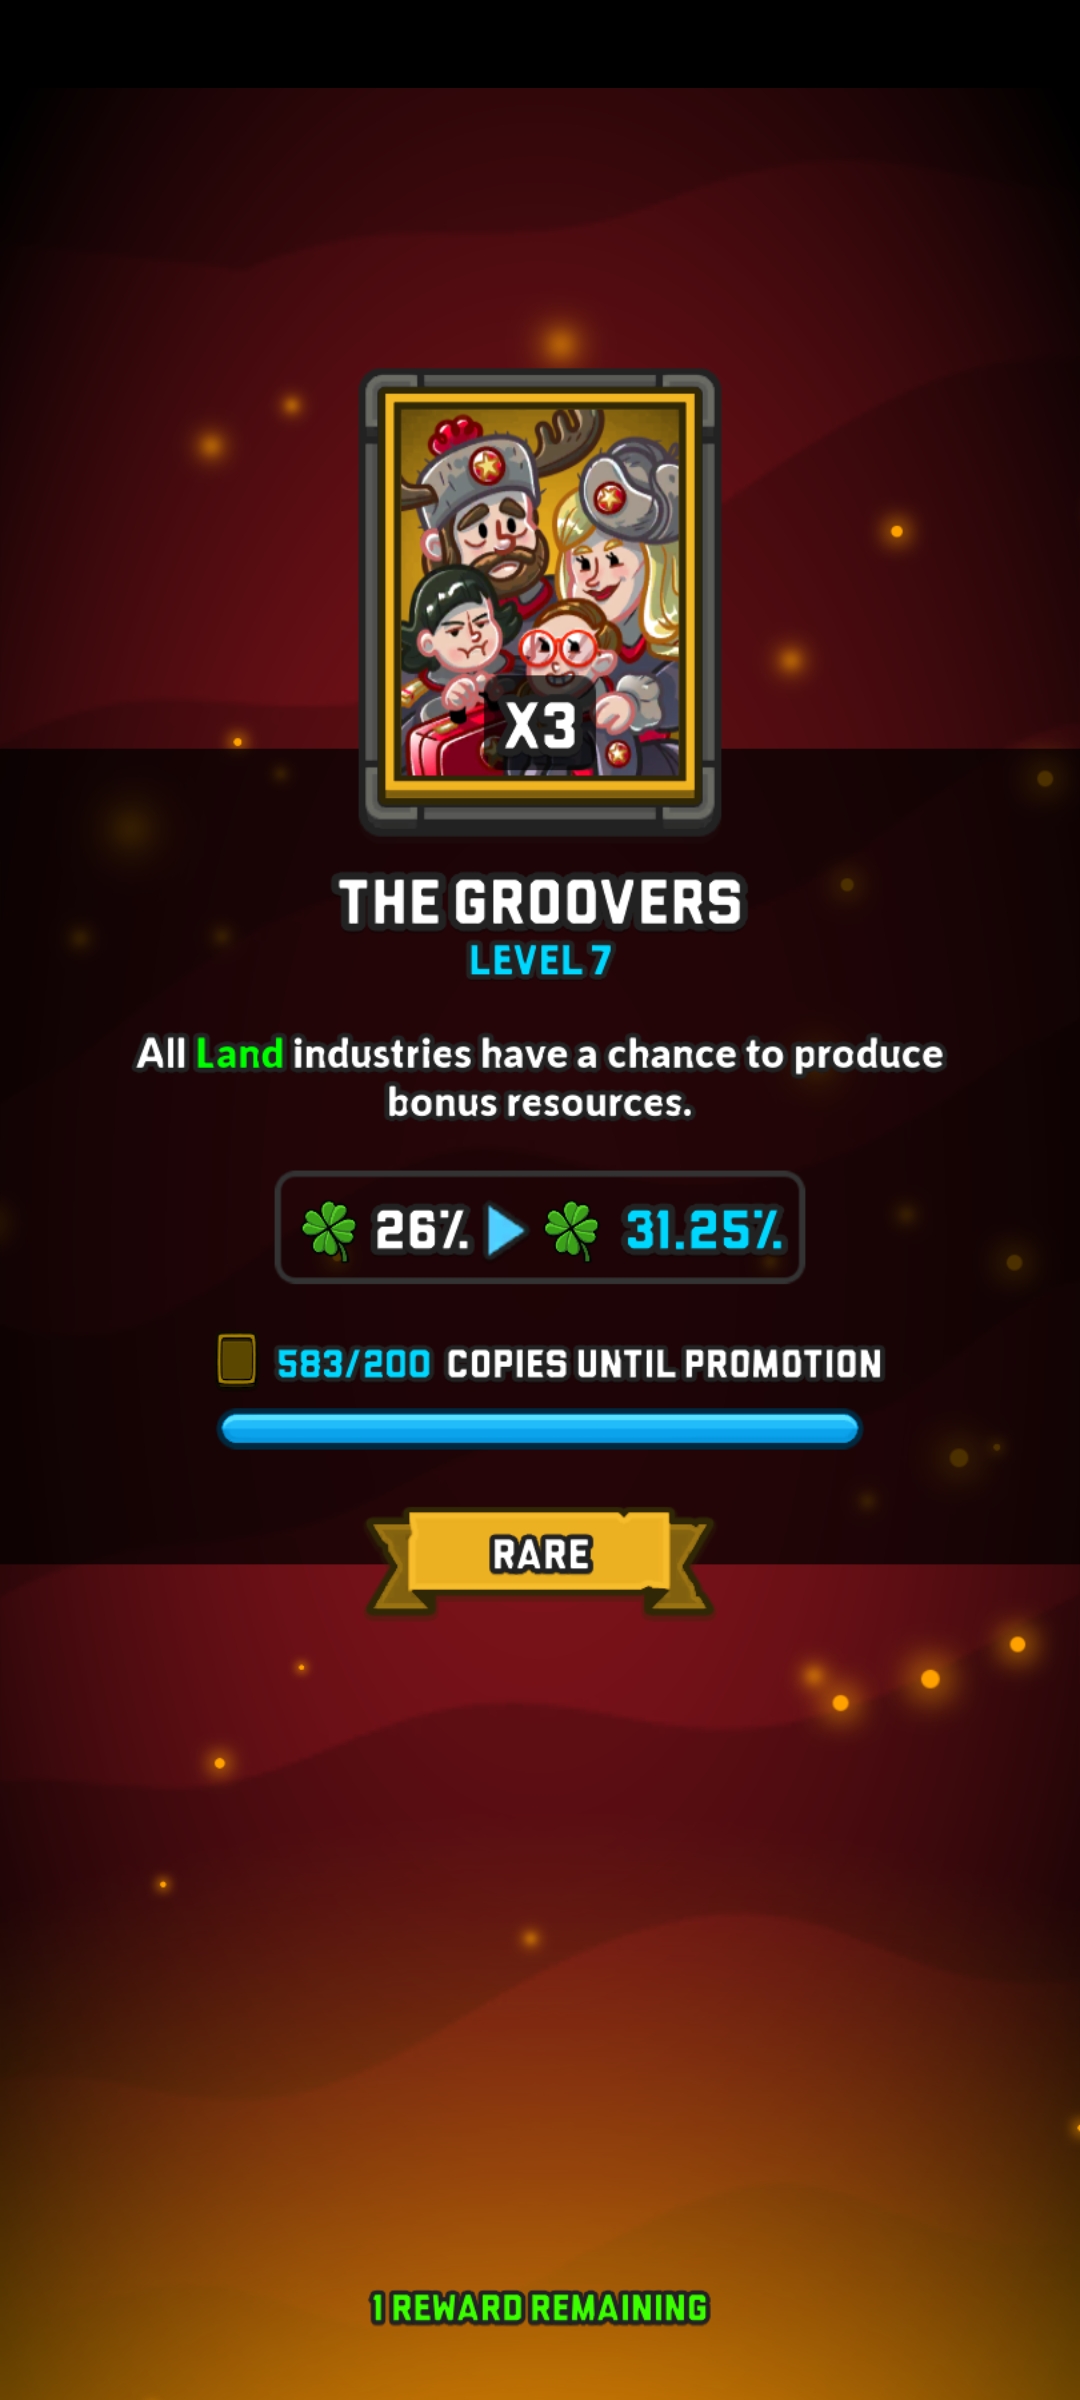 X3
THE GROOVERS
LEVEL 7
All Land industries have a chance to produce
bonus resources.
26% 31.25%
583/200 COPIES UNTIL PROMOTION
RARE
1 REWARD REMAINING